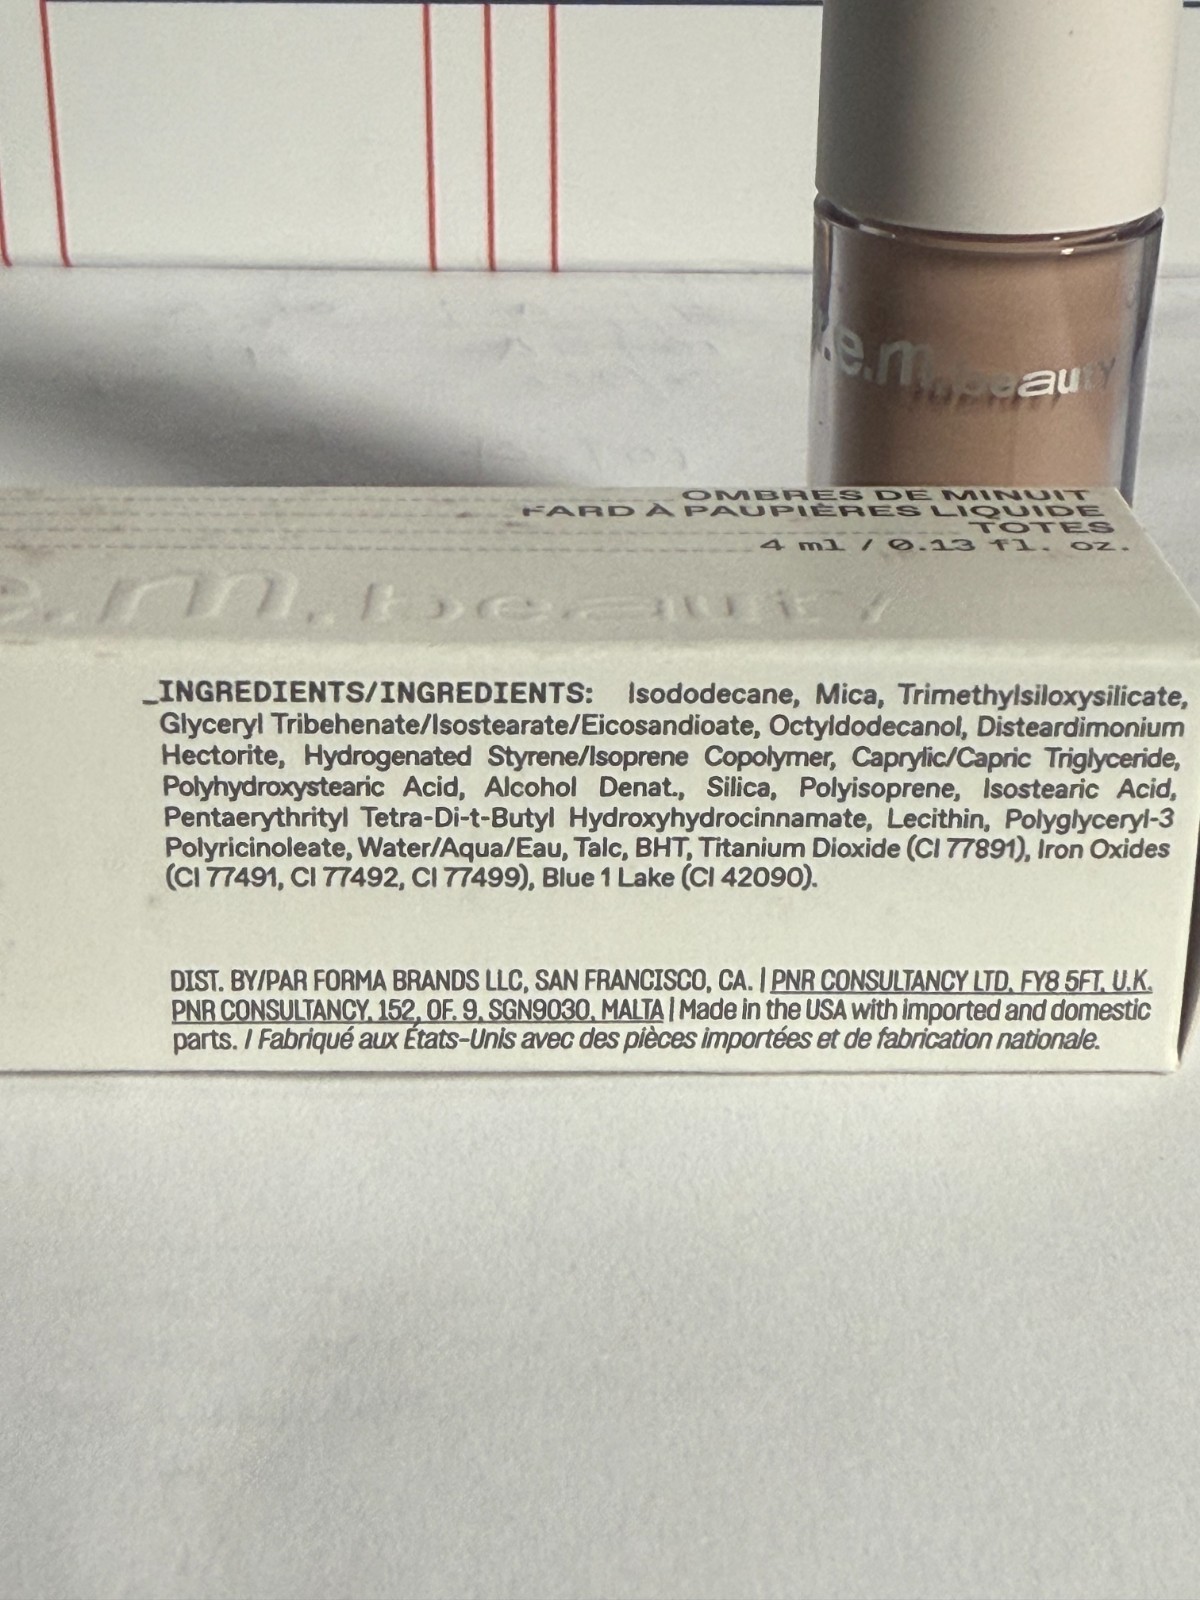 e.m. beauty
OMBRES DE MINUIT
FARD À PAUPIÈRES LIQUIDE
TOTES
4 ml / 0.13 fl. oz.
e.m. beauty
_INGREDIENTS/INGREDIENTS: Isododecane, Mica, Trimethylsiloxysilicate,
Glyceryl Tribehenate/Isostearate/Eicosandioate, Octyldodecanol, Disteardimonium
Hectorite, Hydrogenated Styrene/Isoprene Copolymer, Caprylic/Capric Triglyceride,
Polyhydroxystearic Acid, Alcohol Denat., Silica, Polyisoprene, Isostearic Acid,
Pentaerythrityl Tetra-Di-t-Butyl Hydroxyhydrocinnamate, Lecithin, Polyglyceryl-3
Polyricinoleate, Water/Aqua/Eau, Talc, BHT, Titanium Dioxide (CI 77891), Iron Oxides
(CI 77491, CI 77492, CI 77499), Blue 1 Lake (CI 42090).
DIST. BY/PAR FORMA BRANDS LLC, SAN FRANCISCO, CA. | PNR CONSULTANCY LTD. FY8 5FT, U.K.
PNR CONSULTANCY, 152, OF. 9, SGN9030, MALTA | Made in the USA with imported and domestic
parts. / Fabriqué aux États-Unis avec des pièces importées et de fabrication nationale.